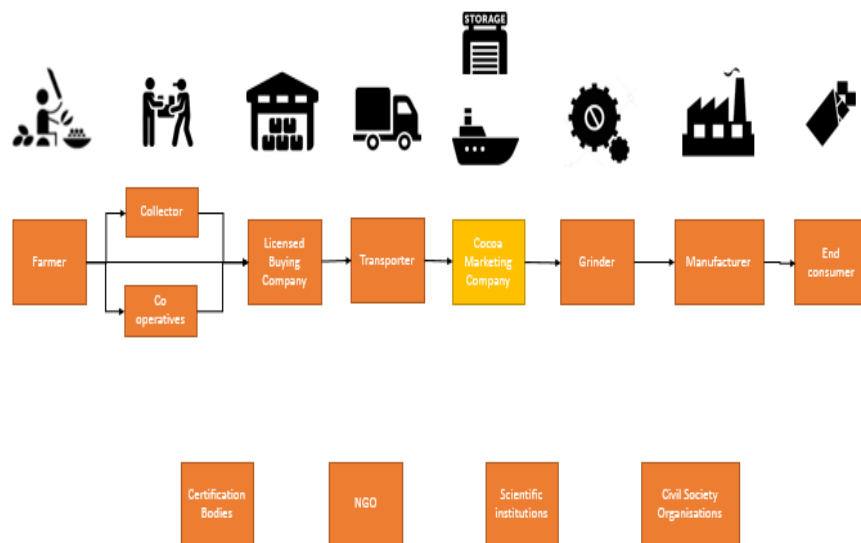 STORAGE
Collector
Farmer
Licensed
Buying
Company
Transporter
Cocoa
Marketing
Company
Grinder
Manufacturer
End
consumer
Co
operatives
Certification
Bodies
NGO
Scientific
institutions
Civil Society
Organisations